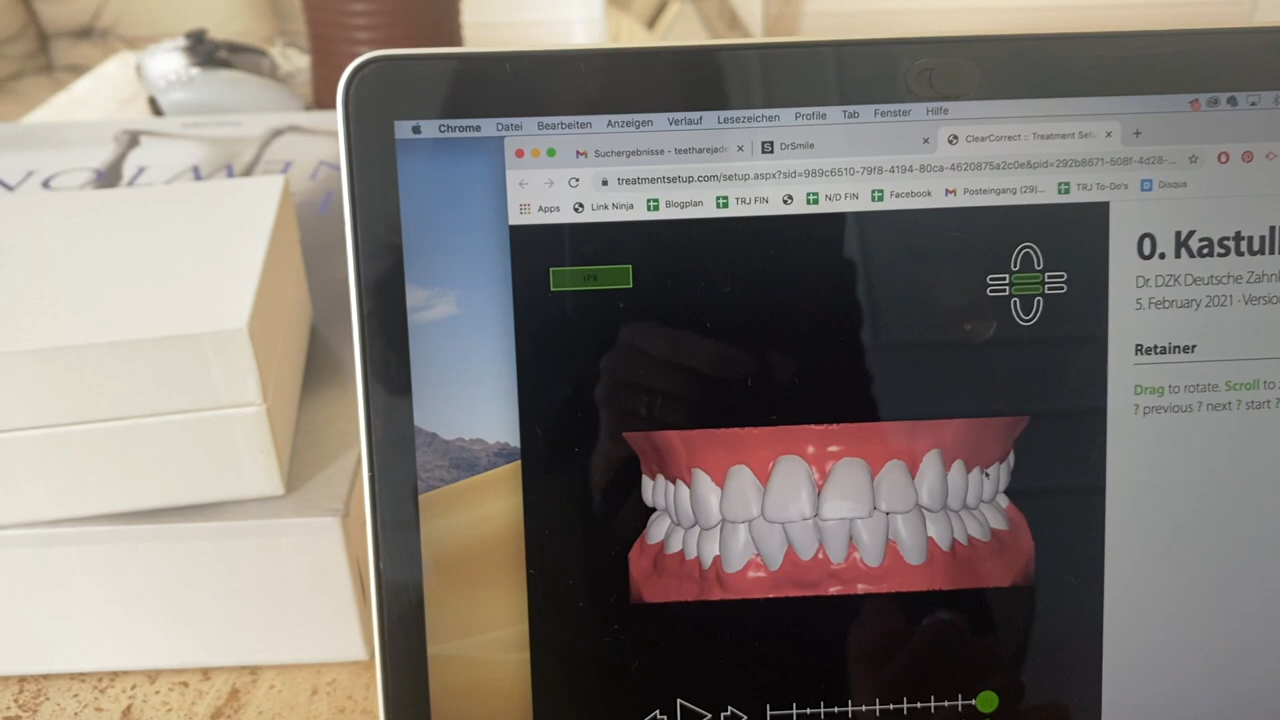 Chrome Datei Bearbeiten Anzeigen Verlauf Lesezeichen Profile Tab Fenster Hilfe
Suchergebnisse - teetharejade
DrSmile
ClearCorrect :: Treatment Set
treatmentsetup.com/setup.aspx?sid=989c6510-79f8-4194-80ca-4620875a2c0e&pid=292b8671-508f-4d28-...
Apps Link Ninja Blogplan TRJ FIN N/D FIN Facebook Posteingang (29)... TRJ To-Do's Disqus
IPR
0. Kastul
Dr. DZK Deutsche Zahn
5. February 2021 · Versio
Retainer
Drag to rotate. Scroll to
? previous ? next ? start ?